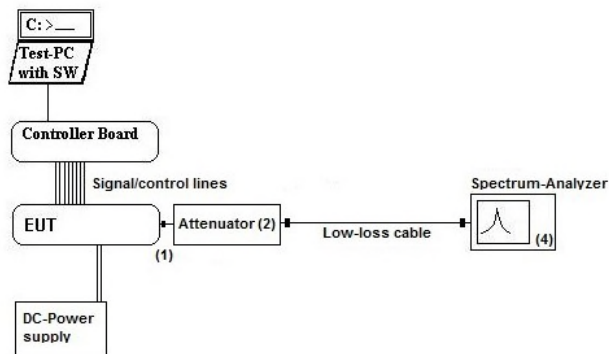 C: >__
Test-PC
with SW
Controller Board
Signal/control lines
Spectrum-Analyzer
EUT
Attenuator (2)
Low-loss cable
(4)
(1)
DC-Power
supply